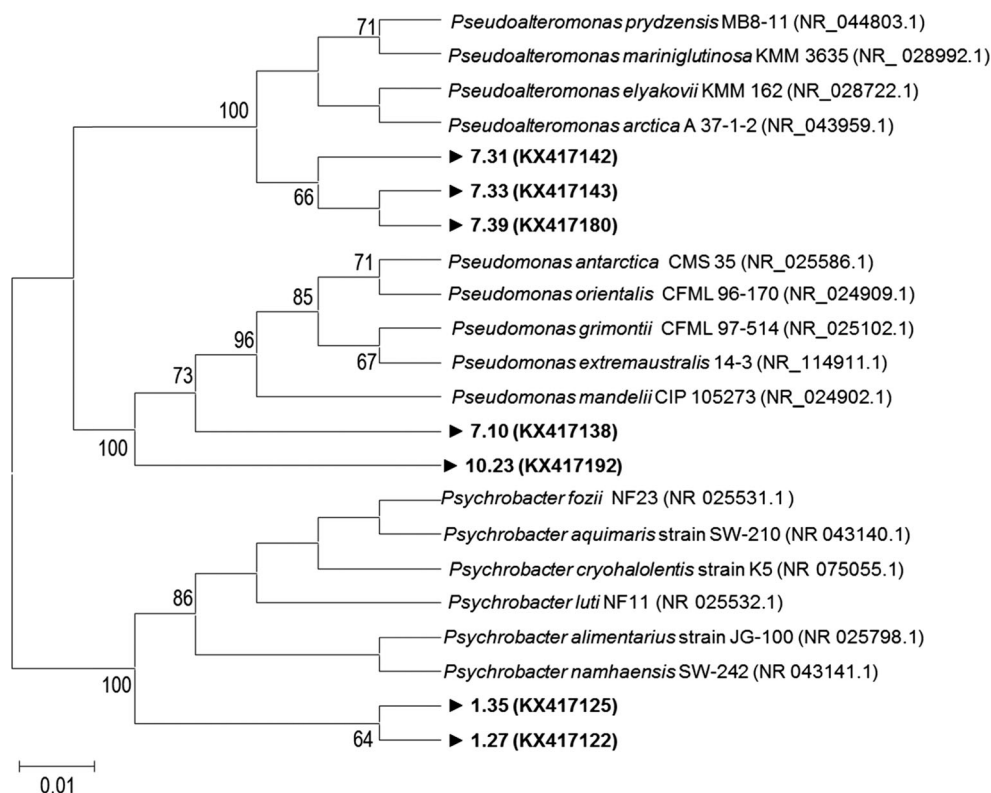 71
Pseudoalteromonas prydzensis MB8-11 (NR_044803.1)
Pseudoalteromonas mariniglutinosa KMM 3635 (NR_ 028992.1)
Pseudoalteromonas elyakovii KMM 162 (NR_028722.1)
100
Pseudoalteromonas arctica A 37-1-2 (NR_043959.1)
► 7.31 (KX417142)
66
► 7.33 (KX417143)
► 7.39 (KX417180)
71
Pseudomonas antarctica CMS 35 (NR_025586.1)
85
Pseudomonas orientalis CFML 96-170 (NR_024909.1)
96
Pseudomonas grimontii CFML 97-514 (NR_025102.1)
67
Pseudomonas extremaustralis 14-3 (NR_114911.1)
73
Pseudomonas mandelii CIP 105273 (NR_024902.1)
► 7.10 (KX417138)
100
► 10.23 (KX417192)
Psychrobacter fozii NF23 (NR 025531.1)
Psychrobacter aquimaris strain SW-210 (NR 043140.1)
Psychrobacter cryohalolentis strain K5 (NR 075055.1)
86
Psychrobacter luti NF11 (NR 025532.1)
Psychrobacter alimentarius strain JG-100 (NR 025798.1)
Psychrobacter namhaensis SW-242 (NR 043141.1)
100
► 1.35 (KX417125)
64
► 1.27 (KX417122)
0.01